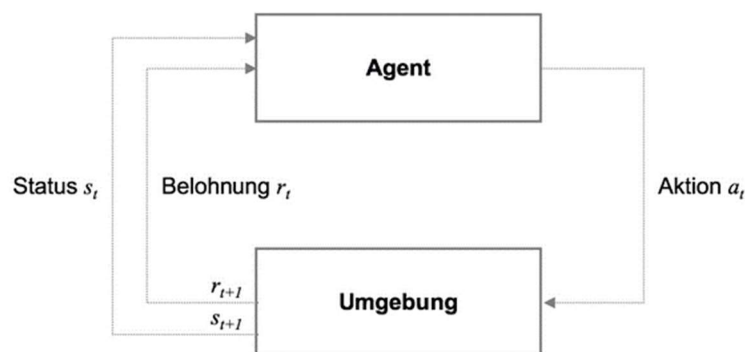 Agent
Status s_t
Belohnung r_t
Aktion a_t
r_{t+1}
Umgebung
s_{t+1}